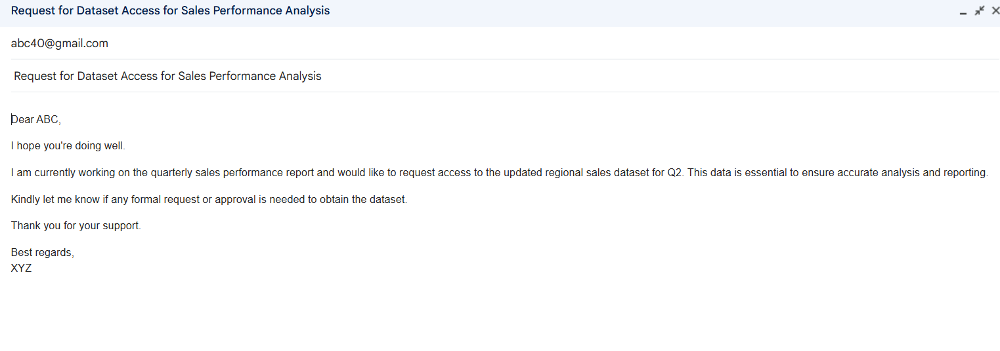 Request for Dataset Access for Sales Performance Analysis
abc40@gmail.com
Request for Dataset Access for Sales Performance Analysis
Dear ABC,
I hope you're doing well.
I am currently working on the quarterly sales performance report and would like to request access to the updated regional sales dataset for Q2. This data is essential to ensure accurate analysis and reporting.
Kindly let me know if any formal request or approval is needed to obtain the dataset.
Thank you for your support.
Best regards,
XYZ